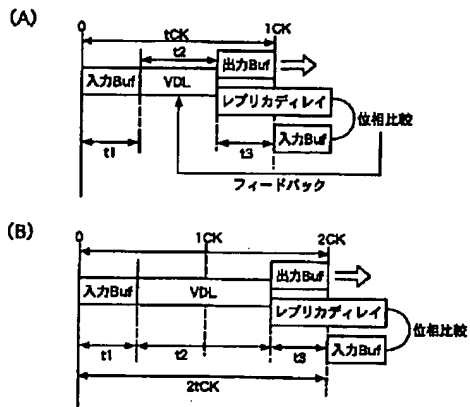 (A)
0
tCK
1CK
t2
出力Buf
入力Buf
VDL
レプリカディレイ
位相比較
入力Buf
t1
t3
フィードバック
(B)
0
1CK
2CK
出力Buf
入力Buf
VDL
レプリカディレイ
位相比較
t1
t2
t3
入力Buf
2tCK